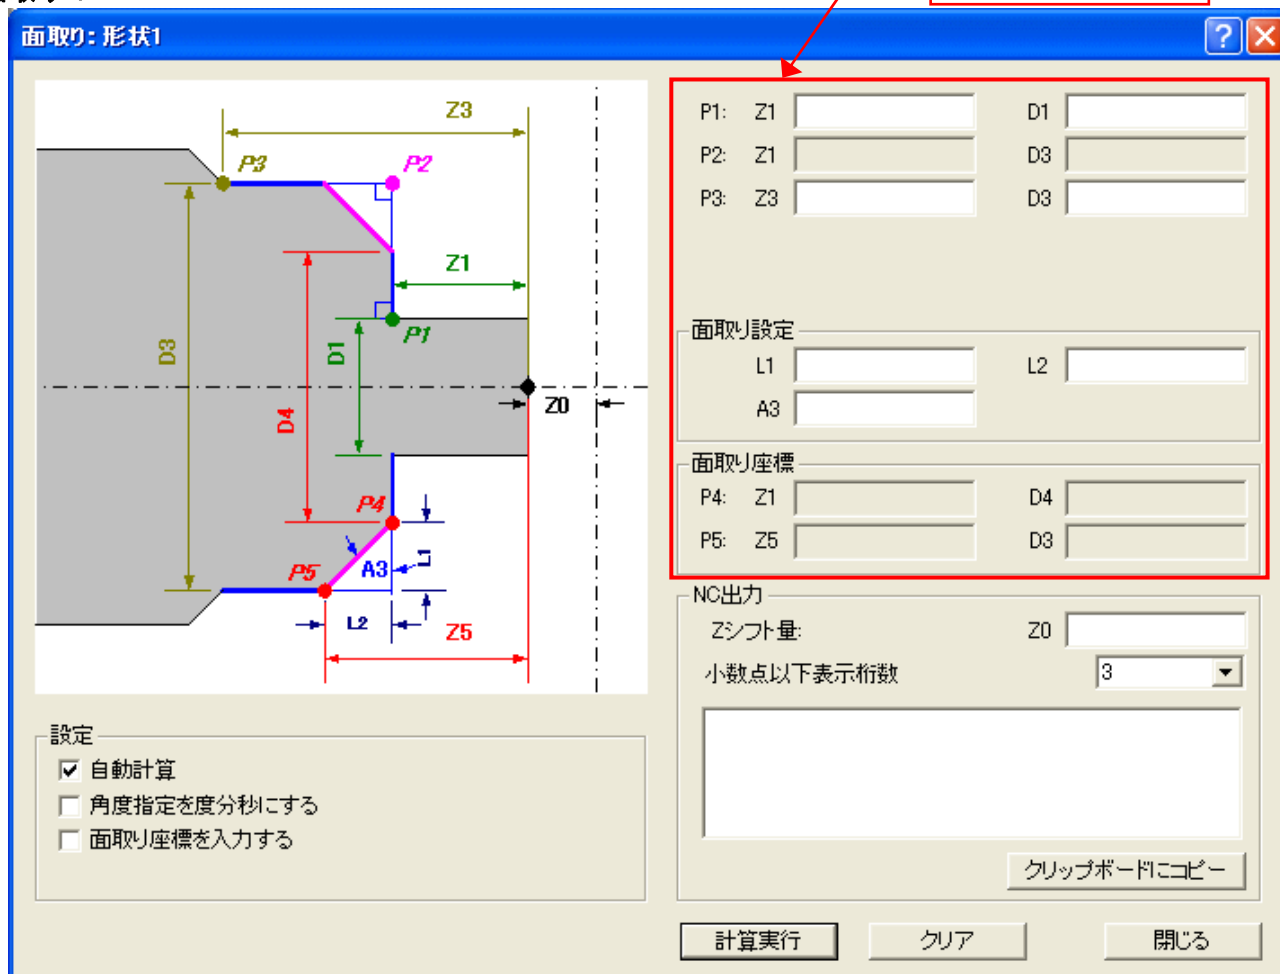 面取り: 形状1
Z3
P3
P2
Z1
P1
D3
D1
D4
Z0
P4
L1
A3
P5
L2
Z5
P1: Z1 D1
P2: Z1 D3
P3: Z3 D3
面取り設定
L1 L2
A3
面取り座標
P4: Z1 D4
P5: Z5 D3
NC出力
Zシフト量: Z0
小数点以下表示桁数 3
クリップボードにコピー
設定
自動計算
角度指定を度分秒にする
面取り座標を入力する
計算実行 クリア 閉じる